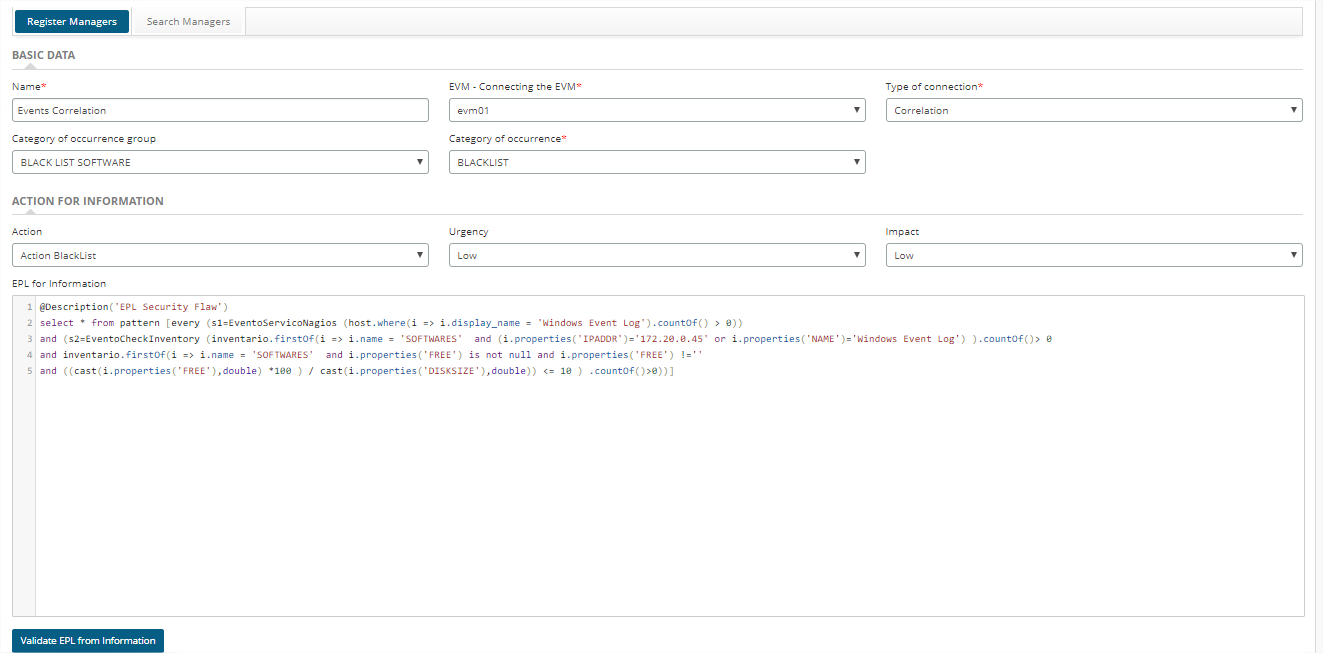 Register Managers Search Managers
BASIC DATA
Name* EVM - Connecting the EVM* Type of connection*
Events Correlation evm01 Correlation
Category of occurrence group Category of occurrence*
BLACK LIST SOFTWARE BLACKLIST
ACTION FOR INFORMATION
Action Urgency Impact
Action BlackList Low Low
EPL for Information
1 @Description('EPL Security Flaw')
2 select * from pattern [every (s1=EventoServicoNagios (host.where(i => i.display_name = 'Windows Event Log').countOf() > 0))
3 and (s2=EventoCheckInventory (inventario.firstOf(i => i.name = 'SOFTWARES'  and (i.properties('IPADDR')='172.20.0.45' or i.properties('NAME')='Windows Event Log') ).countOf()> 0
4 and inventario.firstOf(i => i.name = 'SOFTWARES'  and i.properties('FREE') is not null and i.properties('FREE') !=''
5 and ((cast(i.properties('FREE'),double) *100 ) / cast(i.properties('DISKSIZE'),double)) <= 10 ) .countOf()>0))]
Validate EPL from Information